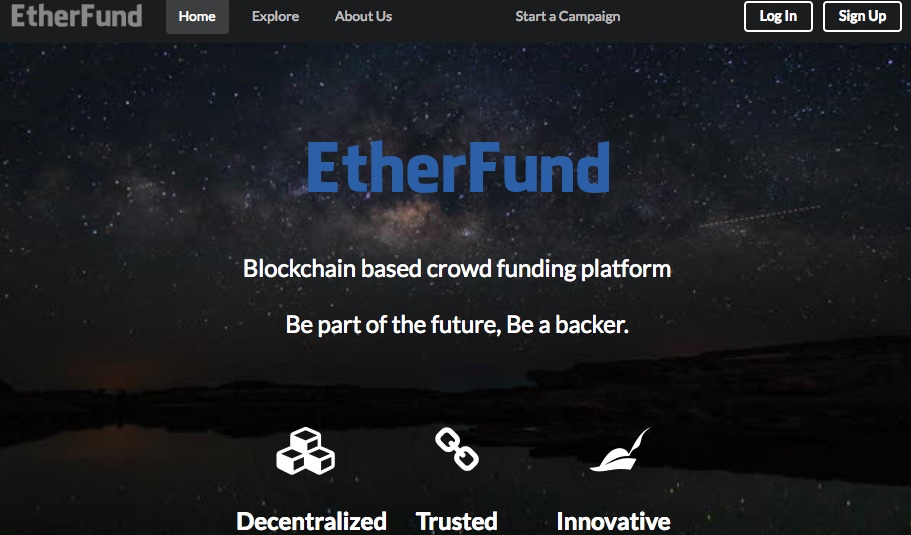 EtherFund Home Explore About Us Start a Campaign Log In Sign Up
EtherFund
Blockchain based crowd funding platform
Be part of the future, Be a backer.
Decentralized Trusted Innovative